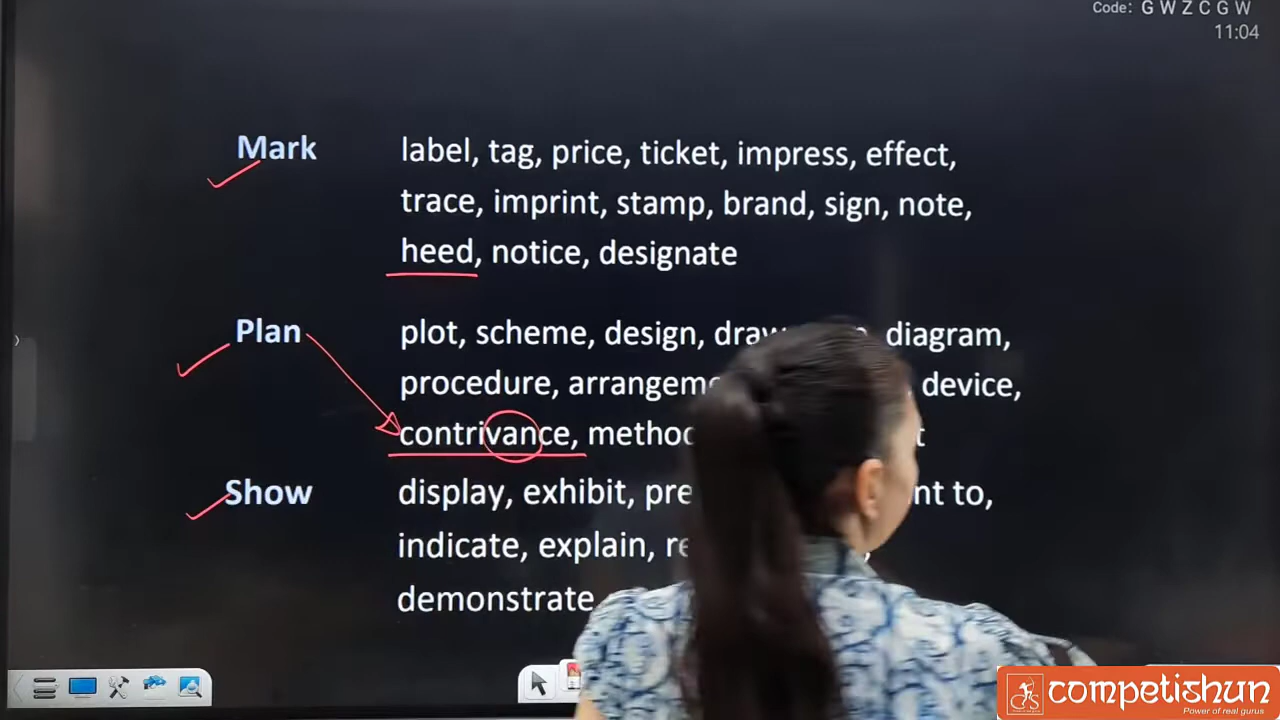 Code: G W Z C G W
11:04
Mark label, tag, price, ticket, impress, effect,
trace, imprint, stamp, brand, sign, note,
heed, notice, designate
Plan plot, scheme, design, diagram,
procedure, device,
contrivance,
Show display, exhibit, to,
indicate, explain,
demonstrate
competishun
Power of real gurus